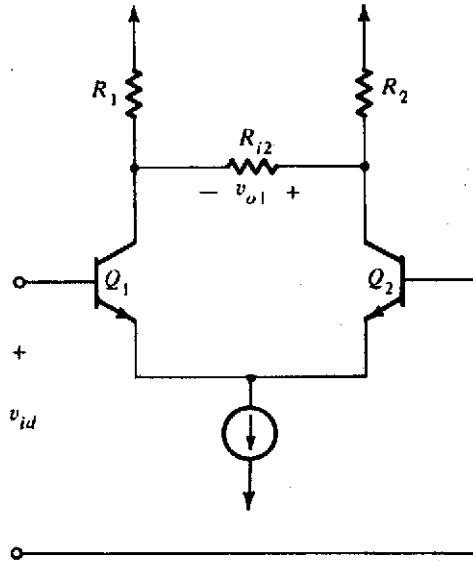 R1 R2
Ri2
− vo1 +
Q1 Q2
+
vid